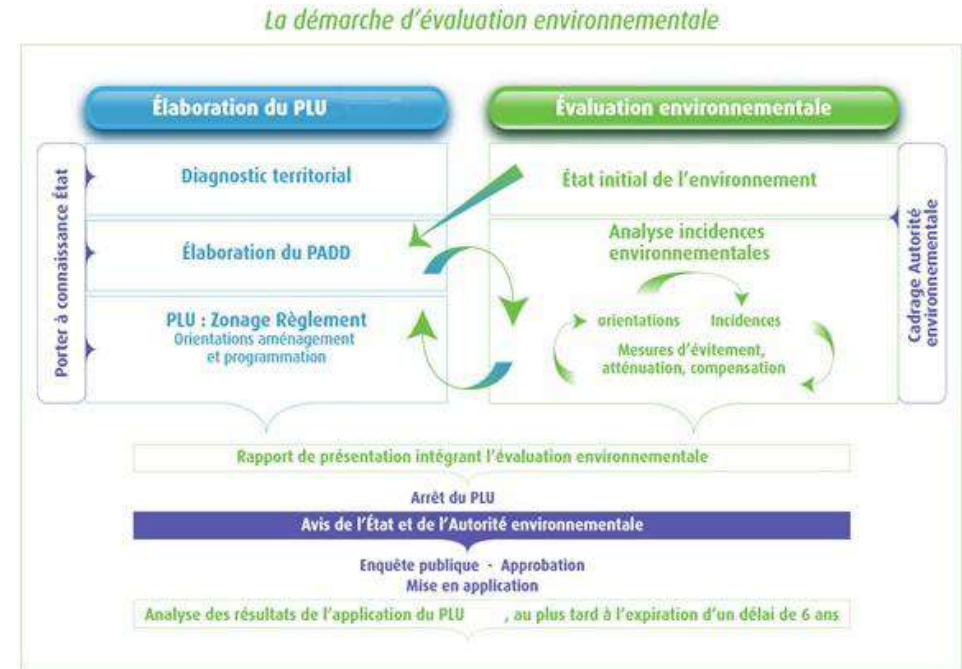 La démarche d'évaluation environnementale
Élaboration du PLU
Évaluation environnementale
Porter à connaissance État
Diagnostic territorial
Élaboration du PADD
PLU : Zonage Règlement
Orientations aménagement
et programmation
État initial de l'environnement
Analyse incidences
environnementales
orientations
Incidences
Mesures d'évitement,
atténuation, compensation
Cadrage Autorité
environnementale
Rapport de présentation intégrant l'évaluation environnementale
Arrêt du PLU
Avis de l'État et de l'Autorité environnementale
Enquête publique - Approbation
Mise en application
Analyse des résultats de l'application du PLU , au plus tard à l'expiration d'un délai de 6 ans